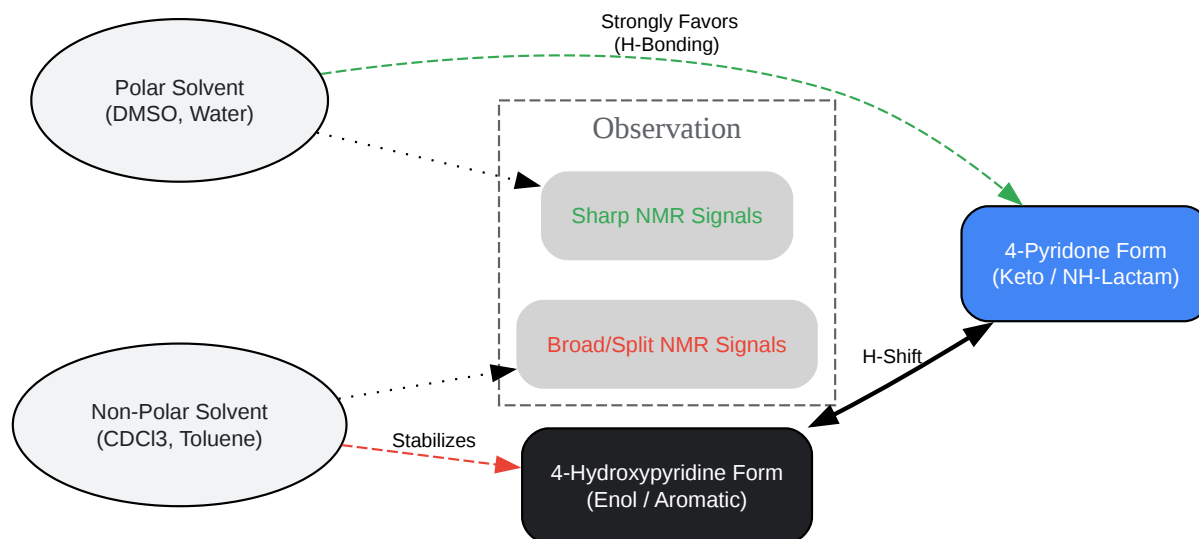 Strongly Favors
(H-Bonding)
Polar Solvent
(DMSO, Water)
Observation
Sharp NMR Signals
4-Pyridone Form
(Keto / NH-Lactam)
Broad/Split NMR Signals
H-Shift
Non-Polar Solvent
(CDCl3, Toluene)
Stabilizes
4-Hydroxypyridine Form
(Enol / Aromatic)